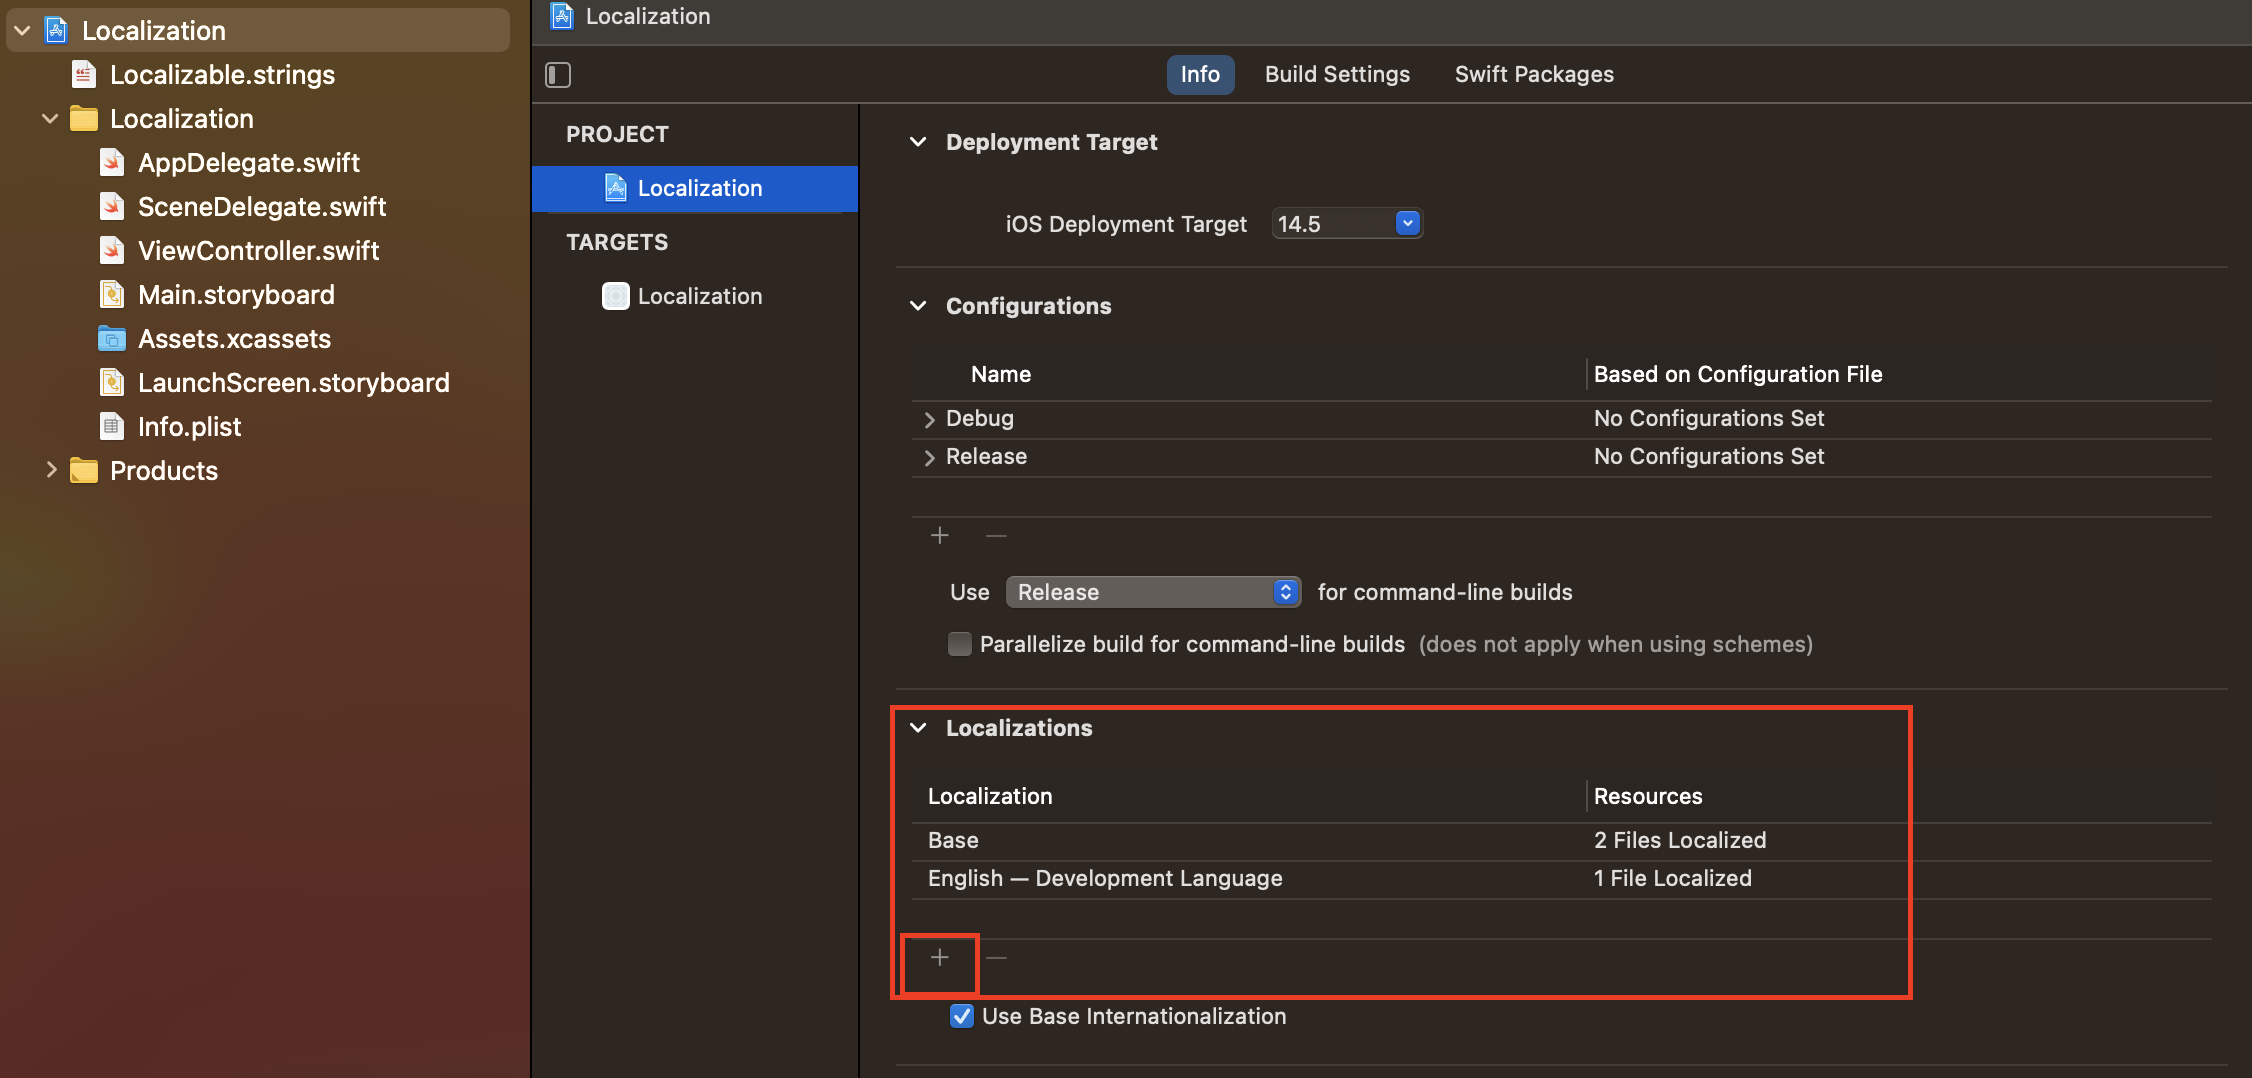 Localization
Localizable.strings
Localization
AppDelegate.swift
SceneDelegate.swift
ViewController.swift
Main.storyboard
Assets.xcassets
LaunchScreen.storyboard
Info.plist
Products
Localization
Info Build Settings Swift Packages
PROJECT
Localization
TARGETS
Localization
Deployment Target
iOS Deployment Target 14.5
Configurations
Name Based on Configuration File
Debug No Configurations Set
Release No Configurations Set
Use Release for command-line builds
Parallelize build for command-line builds (does not apply when using schemes)
Localizations
Localization Resources
Base 2 Files Localized
English — Development Language 1 File Localized
Use Base Internationalization